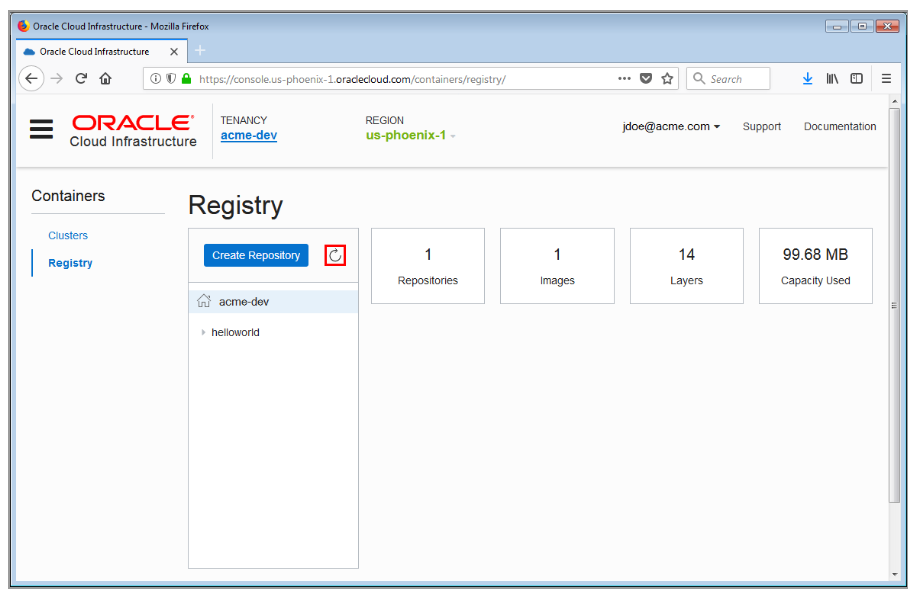 Oracle Cloud Infrastructure - Mozilla Firefox
Oracle Cloud Infrastructure
https://console.us-phoenix-1.oracledoud.com/containers/registry/
Search
ORACLE
Cloud Infrastructure
TENANCY
acme-dev
REGION
us-phoenix-1
jdoe@acme.com
Support
Documentation
Containers
Clusters
Registry
Registry
Create Repository
acme-dev
helloworld
1
Repositories
1
Images
14
Layers
99.68 MB
Capacity Used